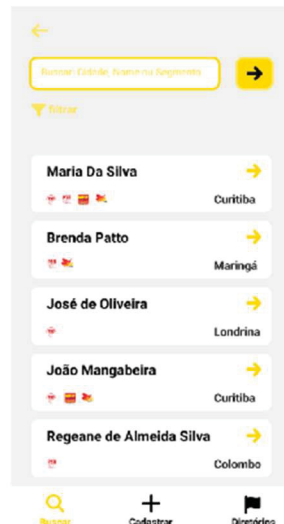 Buscar: Cidade, Nome ou Segmento
filtrar
Maria Da Silva
Curitiba
Brenda Patto
Maringá
José de Oliveira
Londrina
João Mangabeira
Curitiba
Regeane de Almeida Silva
Colombo
Buscar Cadastrar Diretórios